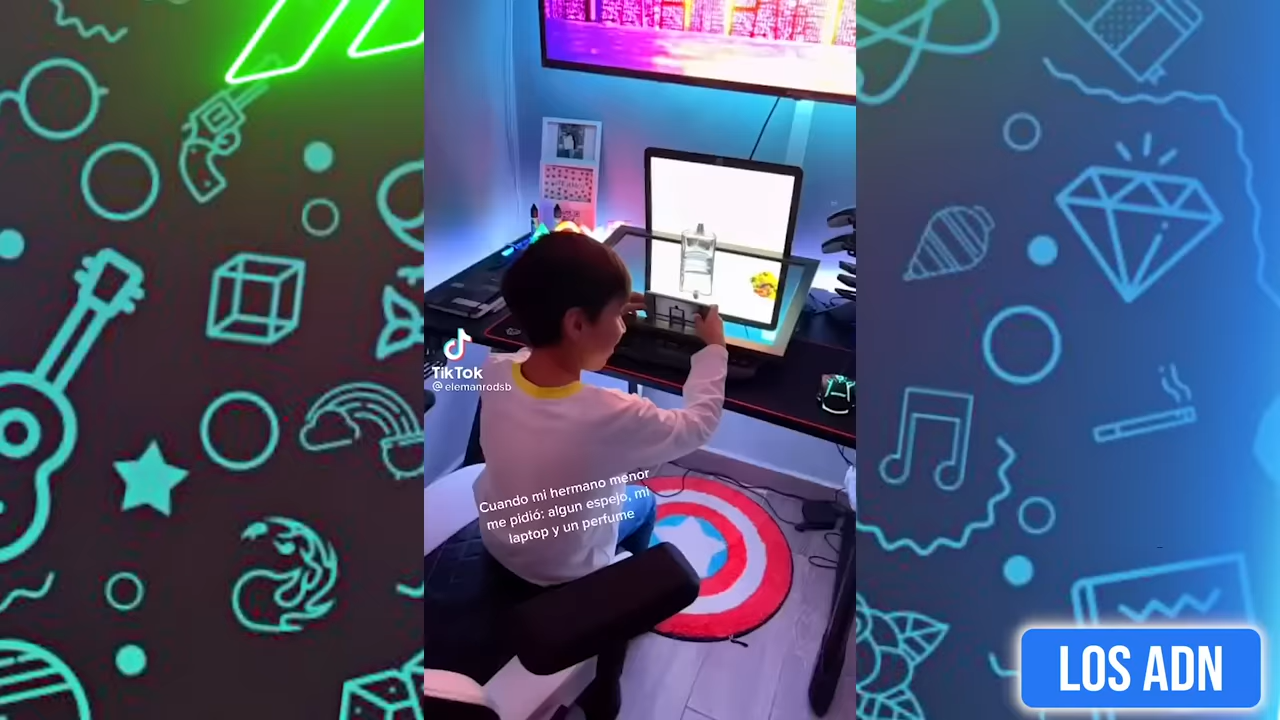 TikTok
@elemanrodsb
Cuando mi hermano menor
me pidió: algun espejo, mi
laptop y un perfume
LOS ADN